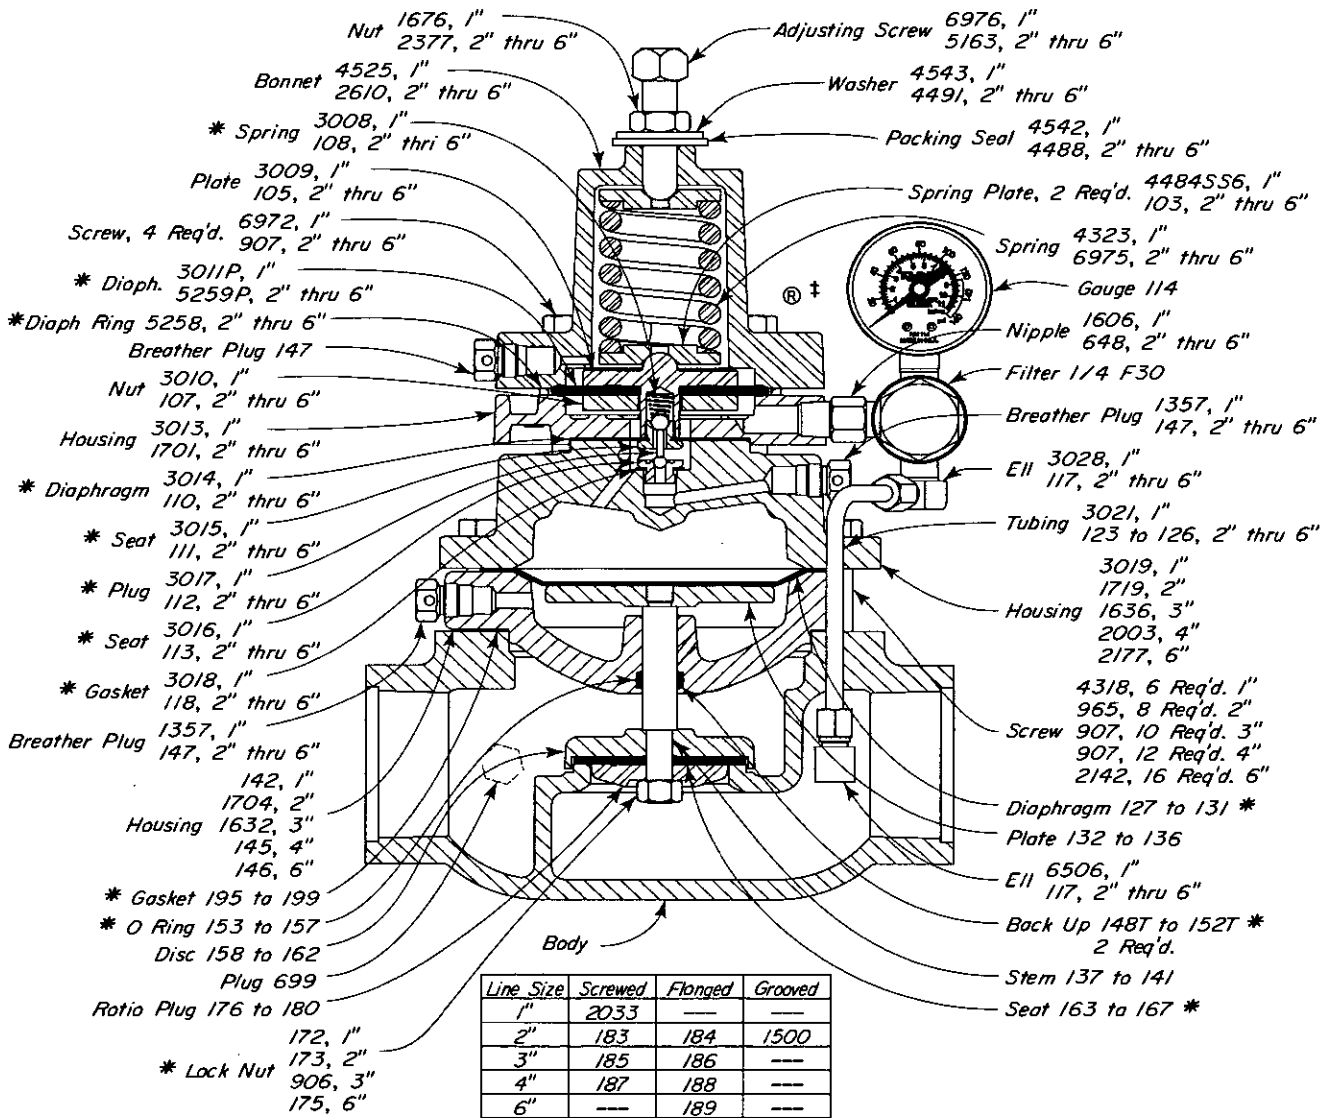 Nut 1676, 1"
2377, 2" thru 6"
Bonnet 4525, 1"
2610, 2" thru 6"
* Spring 3008, 1"
108, 2" thri 6"
Plate 3009, 1"
105, 2" thru 6"
Screw, 4 Req'd. 6972, 1"
907, 2" thru 6"
* Dioph. 3011P, 1"
5259P, 2" thru 6"
*Diaph Ring 5258, 2" thru 6"
Breather Plug 147
Nut 3010, 1"
107, 2" thru 6"
Housing 3013, 1"
1701, 2" thru 6"
* Diaphragm 3014, 1"
110, 2" thru 6"
* Seat 3015, 1"
111, 2" thru 6"
* Plug 3017, 1"
112, 2" thru 6"
* Seat 3016, 1"
113, 2" thru 6"
* Gasket 3018, 1"
118, 2" thru 6"
Breather Plug 1357, 1"
147, 2" thru 6"
142, 1"
1704, 2"
Housing 1632, 3"
145, 4"
146, 6"
* Gasket 195 to 199
* O Ring 153 to 157
Disc 158 to 162
Plug 699
Ratio Plug 176 to 180
172, 1"
173, 2"
* Lock Nut 906, 3"
175, 6"
Adjusting Screw 6976, 1"
5163, 2" thru 6"
Washer 4543, 1"
4491, 2" thru 6"
Packing Seal 4542, 1"
4488, 2" thru 6"
Spring Plate, 2 Req'd. 4484SS6, 1"
103, 2" thru 6"
Spring 4323, 1"
6975, 2" thru 6"
® ‡
Gauge 114
Nipple 1606, 1"
648, 2" thru 6"
Filter 1/4 F30
Breather Plug 1357, 1"
147, 2" thru 6"
Ell 3028, 1"
117, 2" thru 6"
Tubing 3021, 1"
123 to 126, 2" thru 6"
3019, 1"
1719, 2"
Housing 1636, 3"
2003, 4"
2177, 6"
4318, 6 Req'd. 1"
965, 8 Req'd. 2"
Screw 907, 10 Req'd. 3"
907, 12 Req'd. 4"
2142, 16 Req'd. 6"
Diaphragm 127 to 131 *
Plate 132 to 136
Ell 6506, 1"
117, 2" thru 6"
Back Up 148T to 152T *
2 Req'd.
Stem 137 to 141
Seat 163 to 167 *
Body
Line Size Screwed Flanged Grooved
1" 2033 --- ---
2" 183 184 1500
3" 185 186 ---
4" 187 188 ---
6" --- 189 ---